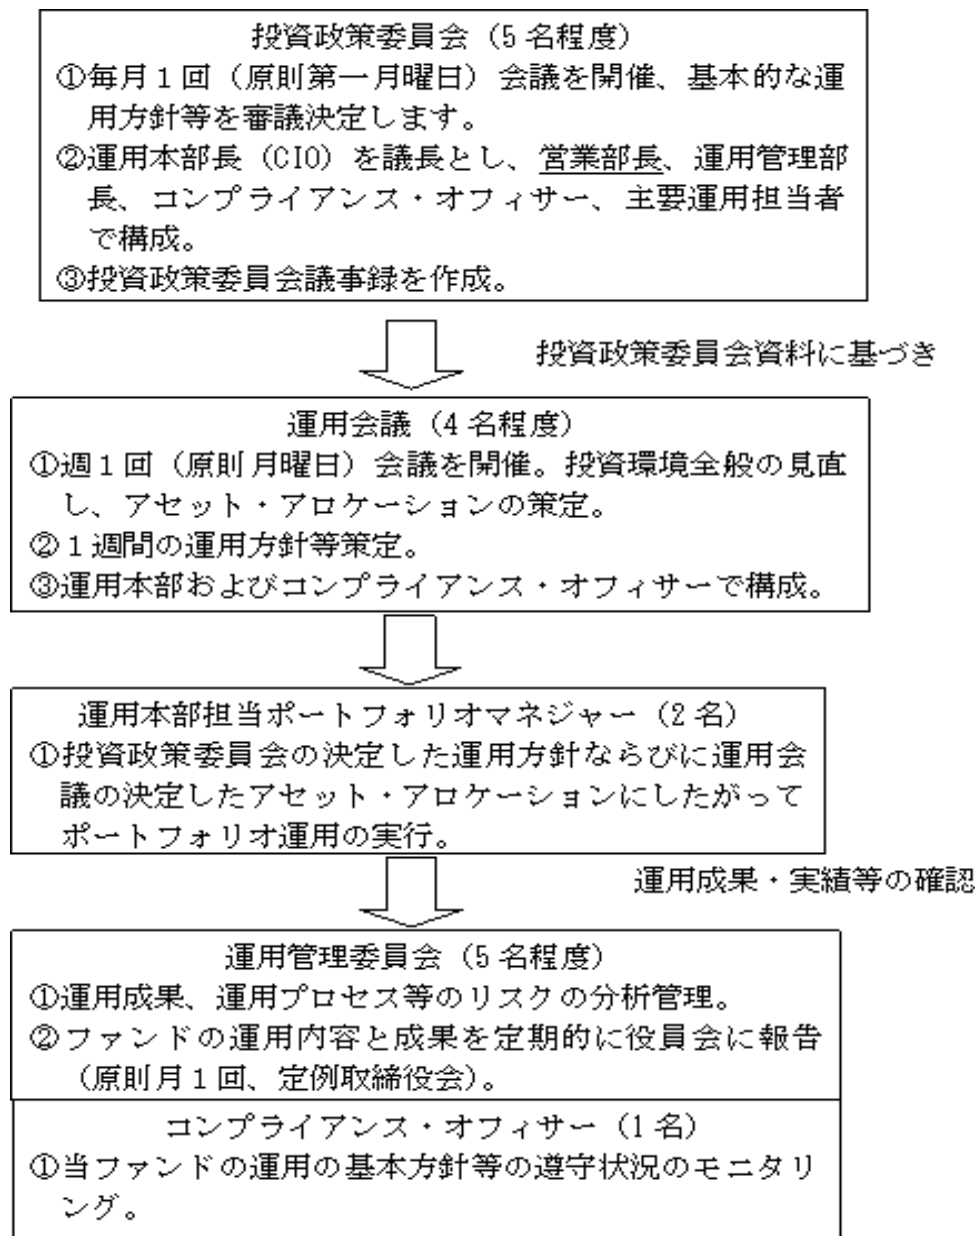 投資政策委員会（5名程度）
①毎月１回（原則第一月曜日）会議を開催、基本的な運
用方針等を審議決定します。
②運用本部長（CIO）を議長とし、営業部長、運用管理部
長、コンプライアンス・オフィサー、主要運用担当者
で構成。
③投資政策委員会議事録を作成。
投資政策委員会資料に基づき
運用会議（4名程度）
①週１回（原則月曜日）会議を開催。投資環境全般の見直
し、アセット・アロケーションの策定。
②１週間の運用方針等策定。
③運用本部およびコンプライアンス・オフィサーで構成。
運用本部担当ポートフォリオマネジャー（2名）
①投資政策委員会の決定した運用方針ならびに運用会
議の決定したアセット・アロケーションにしたがって
ポートフォリオ運用の実行。
運用成果・実績等の確認
運用管理委員会（5名程度）
①運用成果、運用プロセス等のリスクの分析管理。
②ファンドの運用内容と成果を定期的に役員会に報告
（原則月１回、定例取締役会）。
コンプライアンス・オフィサー（1名）
①当ファンドの運用の基本方針等の遵守状況のモニタリ
ング。